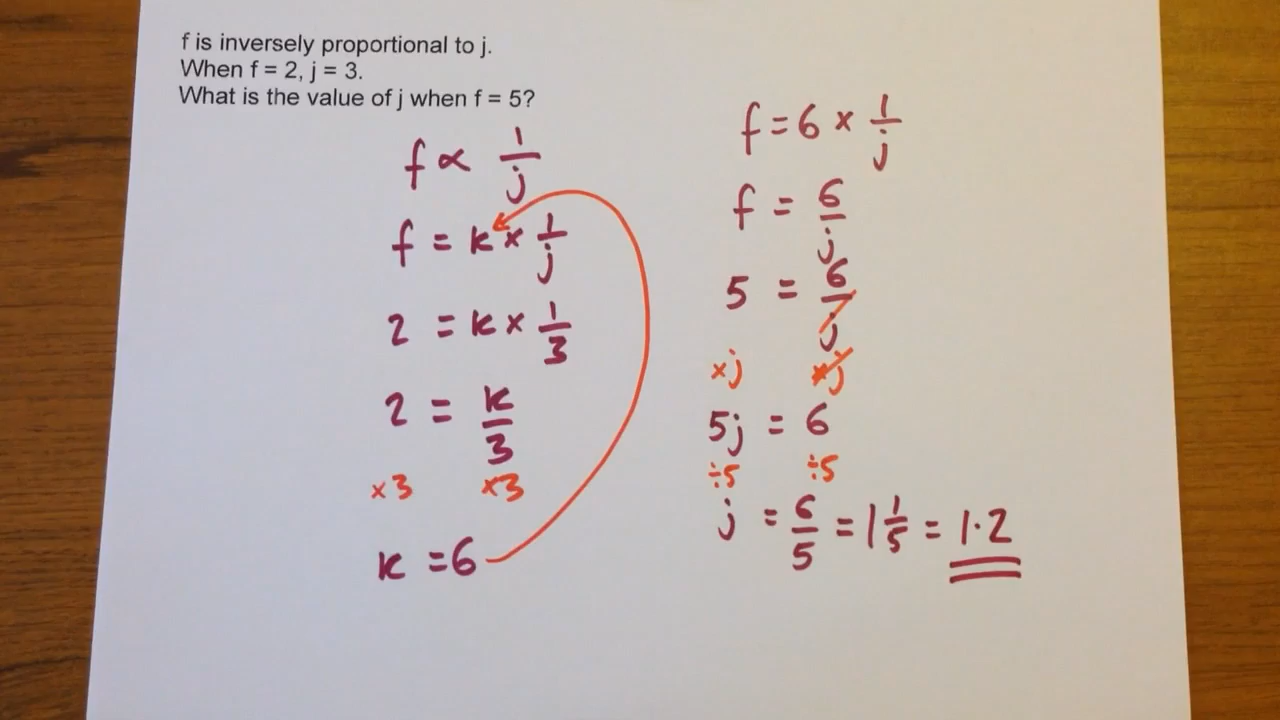 f is inversely proportional to j.
When f = 2, j = 3.
What is the value of j when f = 5?
f ∝ 1/j
f = k × 1/j
2 = k × 1/3
2 = k/3
×3 ×3
k = 6
f = 6 × 1/j
f = 6/j
5 = 6/j
×j ×j
5j = 6
÷5 ÷5
j = 6/5 = 1 1/5 = 1·2